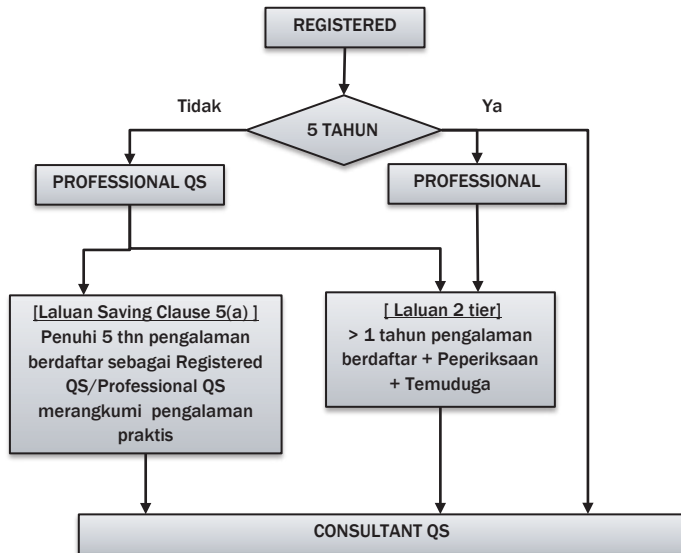 REGISTERED
Tidak
Ya
5 TAHUN
PROFESSIONAL QS
PROFESSIONAL
[Laluan Saving Clause 5(a) ]
Penuhi 5 thn pengalaman
berdaftar sebagai Registered
QS/Professional QS
merangkumi pengalaman
praktis
[ Laluan 2 tier]
> 1 tahun pengalaman
berdaftar + Peperiksaan
+ Temuduga
CONSULTANT QS